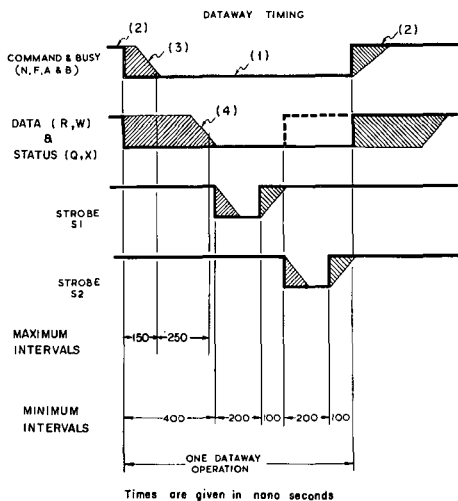 DATAWAY TIMING
(2)
(3)
(1)
(2)
COMMAND & BUSY
(N, F, A & B)
(4)
DATA (R,W)
&
STATUS (Q,X)
STROBE
S1
STROBE
S2
MAXIMUM
INTERVALS
150
250
MINIMUM
INTERVALS
400
200
100
200
100
ONE DATAWAY
OPERATION
Times are given in nano seconds